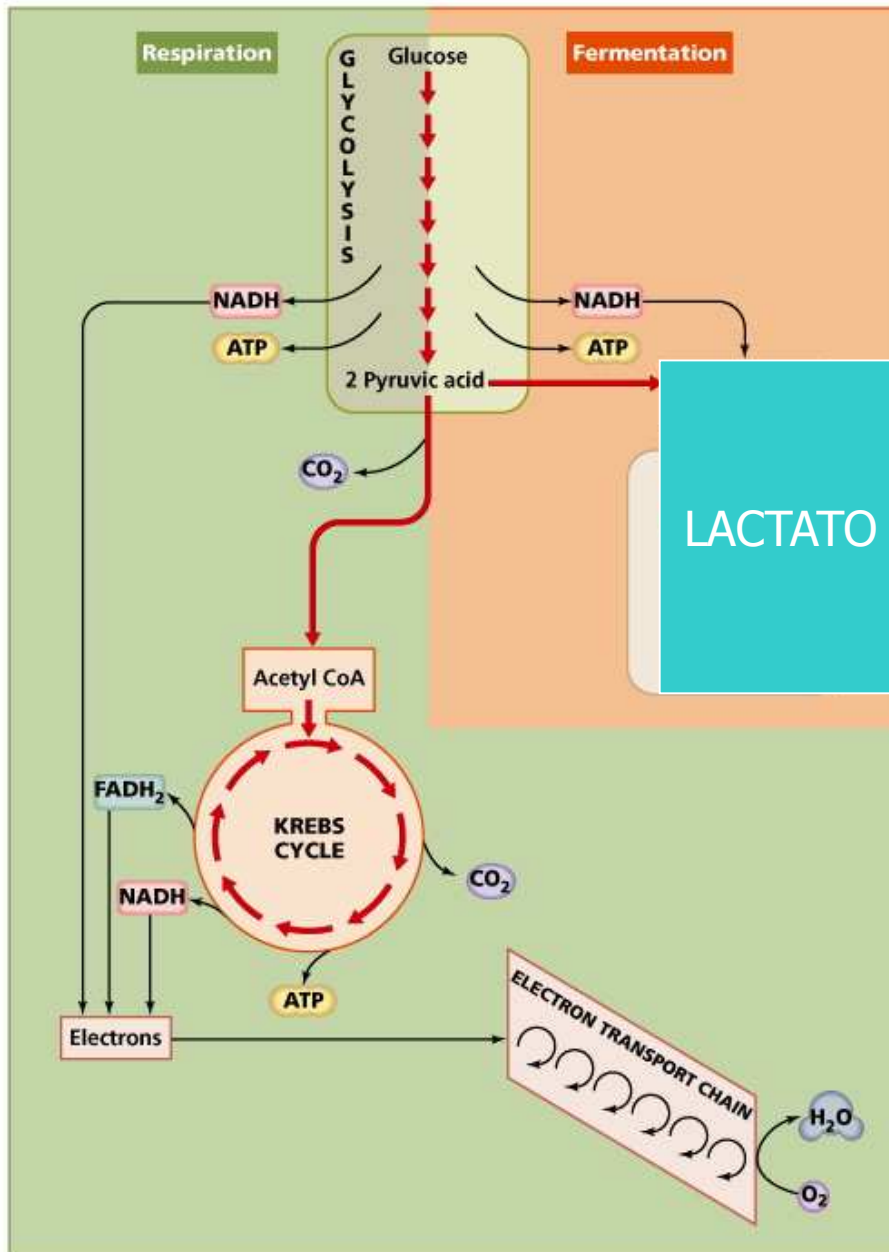 Respiration
Fermentation
GLYCOLYSIS
Glucose
NADH
NADH
ATP
ATP
2 Pyruvic acid
CO₂
LACTATO
Acetyl CoA
FADH₂
KREBS
CYCLE
CO₂
NADH
ATP
Electrons
ELECTRON TRANSPORT CHAIN
H₂O
O₂